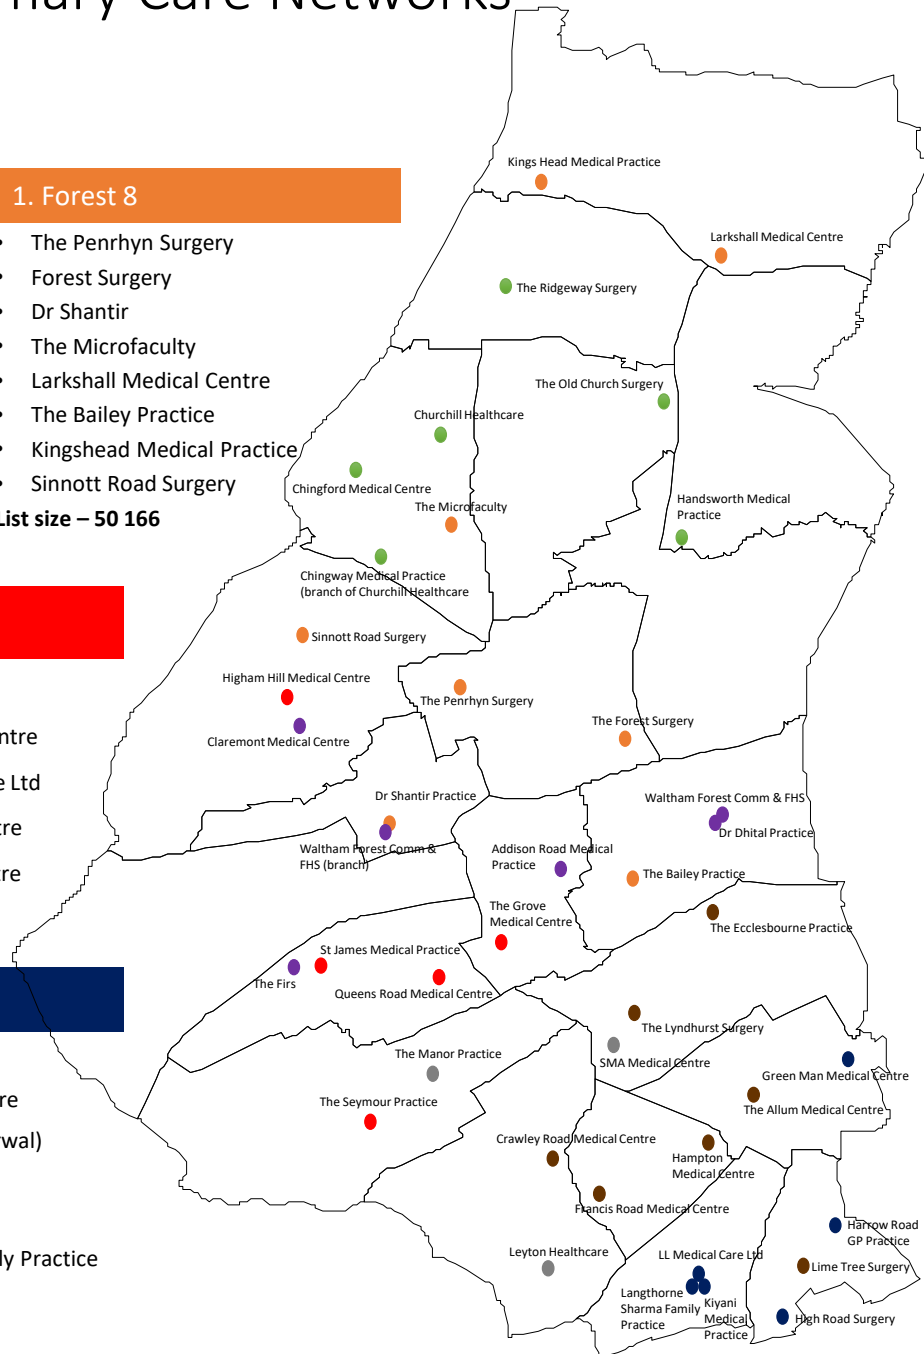 Primary Care Networks
1. Forest 8
• The Penrhyn Surgery
• Forest Surgery
• Dr Shantir
• The Microfaculty
• Larkshall Medical Centre
• The Bailey Practice
• Kingshead Medical Practice
• Sinnott Road Surgery
List size – 50 166
ntre
e Ltd
tre
tre
re
rwal)
ly Practice
Kings Head Medical Practice
Larkshall Medical Centre
The Ridgeway Surgery
The Old Church Surgery
Churchill Healthcare
Chingford Medical Centre
The Microfaculty
Handsworth Medical
Practice
Chingway Medical Practice
(branch of Churchill Healthcare
Sinnott Road Surgery
Higham Hill Medical Centre
The Penrhyn Surgery
The Forest Surgery
Claremont Medical Centre
Dr Shantir Practice
Waltham Forest Comm & FHS
Dr Dhital Practice
Waltham Forest Comm &
FHS (branch)
Addison Road Medical
Practice
The Bailey Practice
The Grove
Medical Centre
The Ecclesbourne Practice
St James Medical Practice
The Firs
Queens Road Medical Centre
The Lyndhurst Surgery
SMA Medical Centre
The Manor Practice
Green Man Medical Centre
The Seymour Practice
The Allum Medical Centre
Crawley Road Medical Centre
Hampton
Medical Centre
Francis Road Medical Centre
Harrow Road
GP Practice
Leyton Healthcare
LL Medical Care Ltd
Lime Tree Surgery
Langthorne
Sharma Family
Practice
Kiyani
Medical
Practice
High Road Surgery